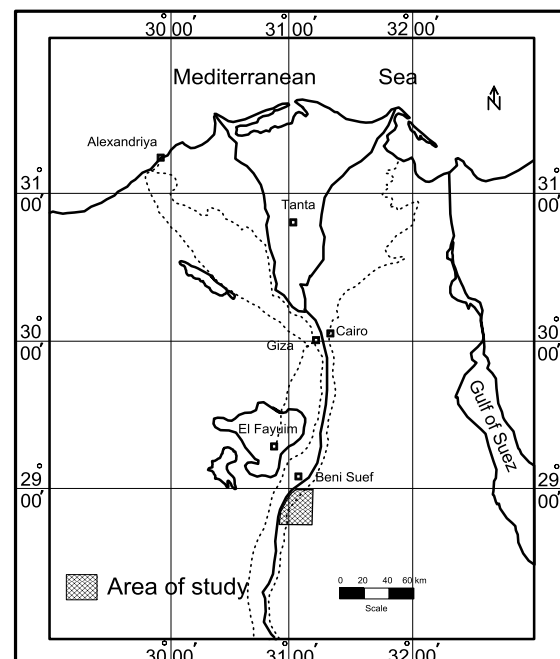 30°00′ 31°00′ 32°00′
Mediterranean Sea
N
Alexandriya
31°00′ 31°00′
Tanta
30°00′ 30°00′
Cairo
Giza
Gulf of Suez
El Fayuim
Beni Suef
29°00′ 29°00′
Area of study
0 20 40 60 km
Scale
30°00′ 31°00′ 32°00′